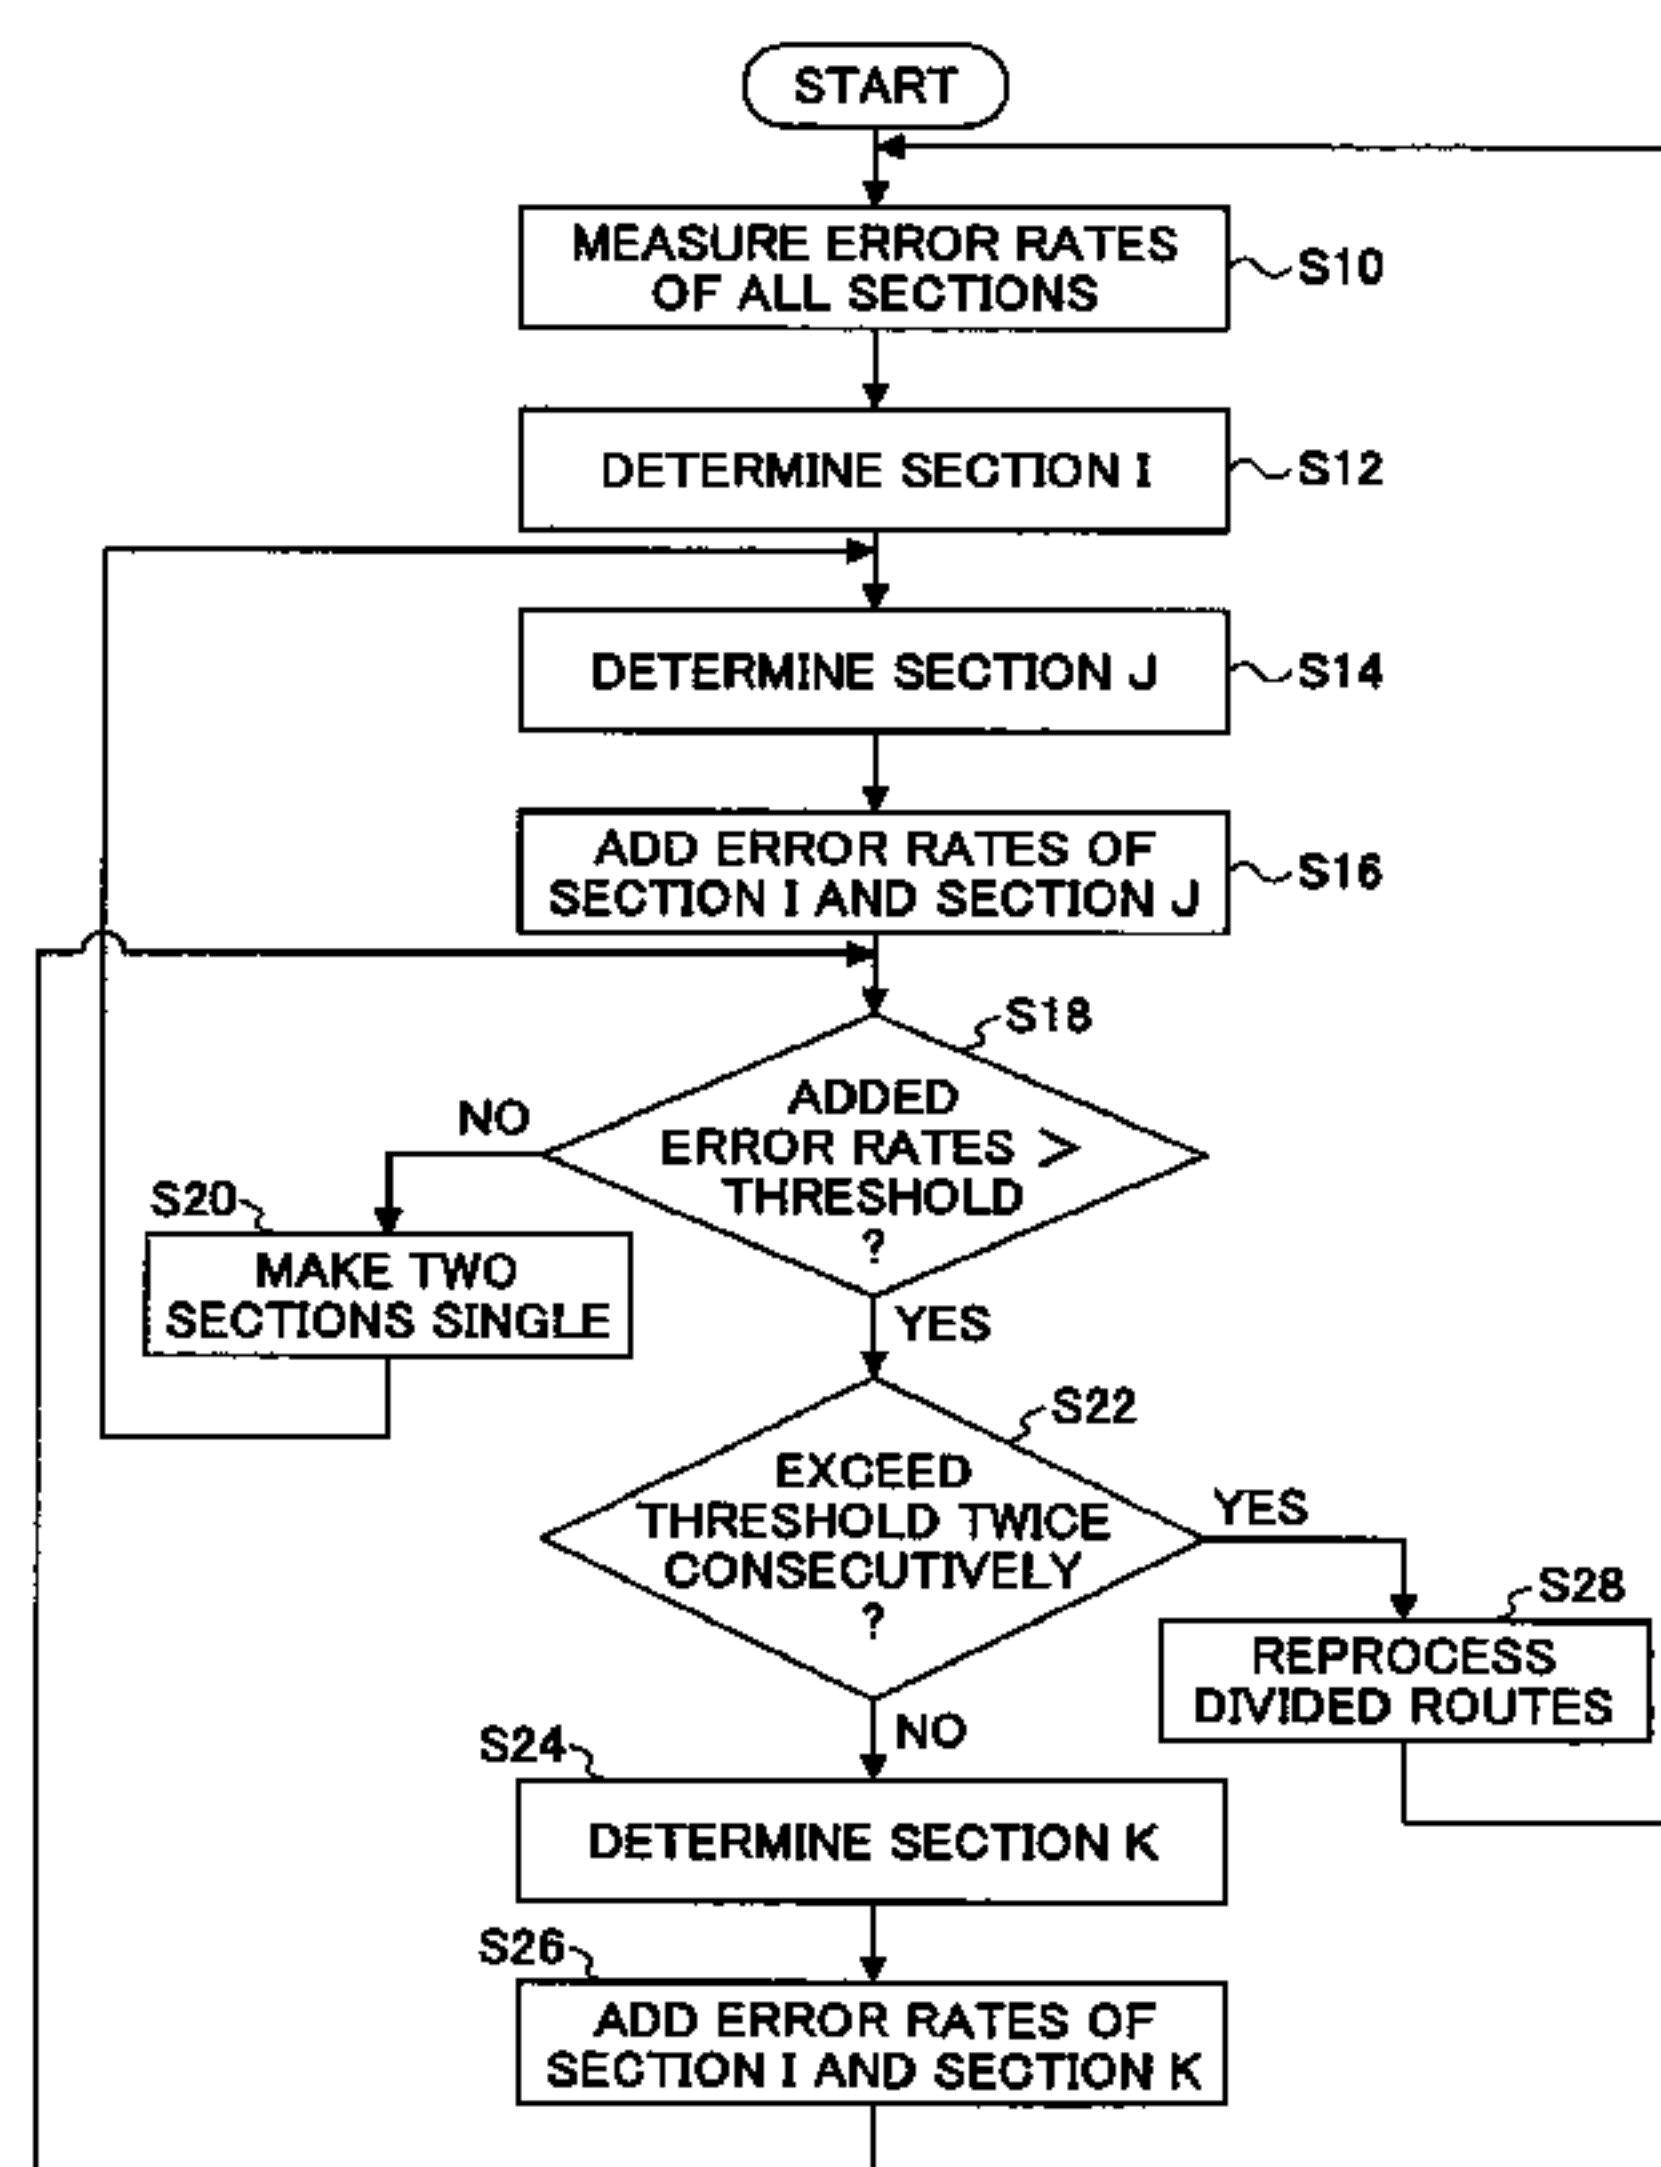 START
MEASURE ERROR RATES
OF ALL SECTIONS
S10
DETERMINE SECTION I
S12
DETERMINE SECTION J
S14
ADD ERROR RATES OF
SECTION I AND SECTION J
S16
S18
ADDED
ERROR RATES >
THRESHOLD
?
NO
S20
MAKE TWO
SECTIONS SINGLE
YES
S22
EXCEED
THRESHOLD TWICE
CONSECUTIVELY
?
YES
S28
REPROCESS
DIVIDED ROUTES
NO
S24
DETERMINE SECTION K
S26
ADD ERROR RATES OF
SECTION I AND SECTION K